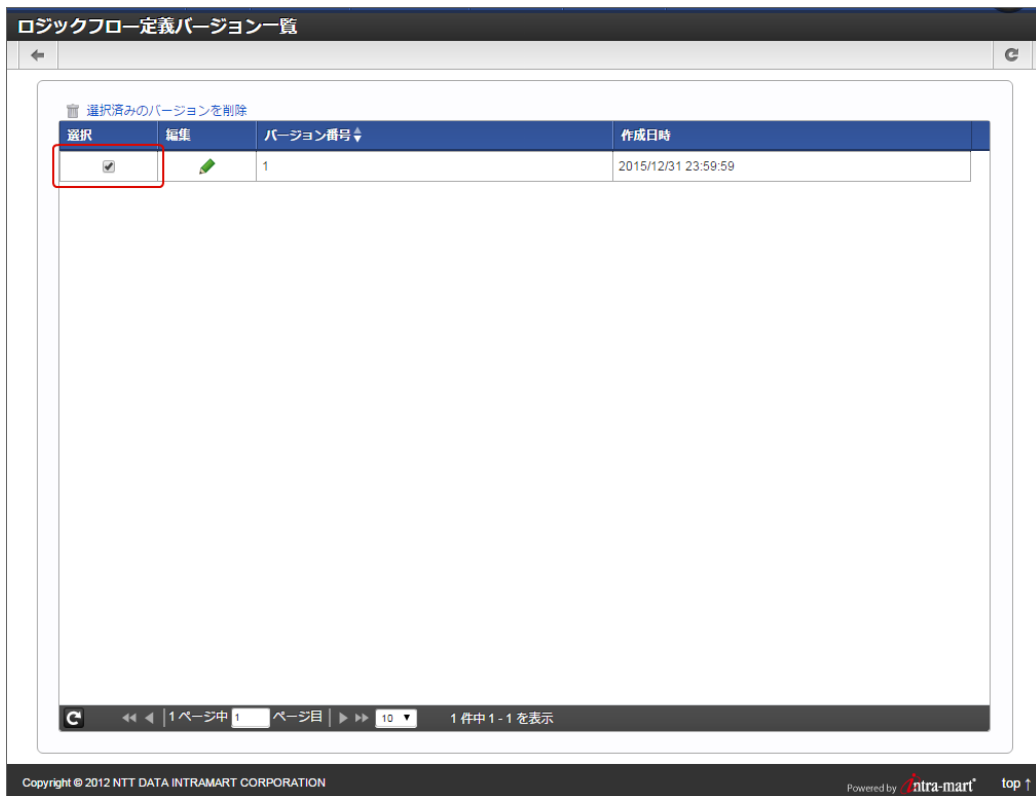 ロジックフロー定義バージョン一覧
選択済みのバージョンを削除
選択 編集 バージョン番号 作成日時
1 2015/12/31 23:59:59
1 ページ中 1 ページ目 10 1 件中 1 - 1 を表示
Copyright © 2012 NTT DATA INTRAMART CORPORATION Powered by intra-mart top ↑